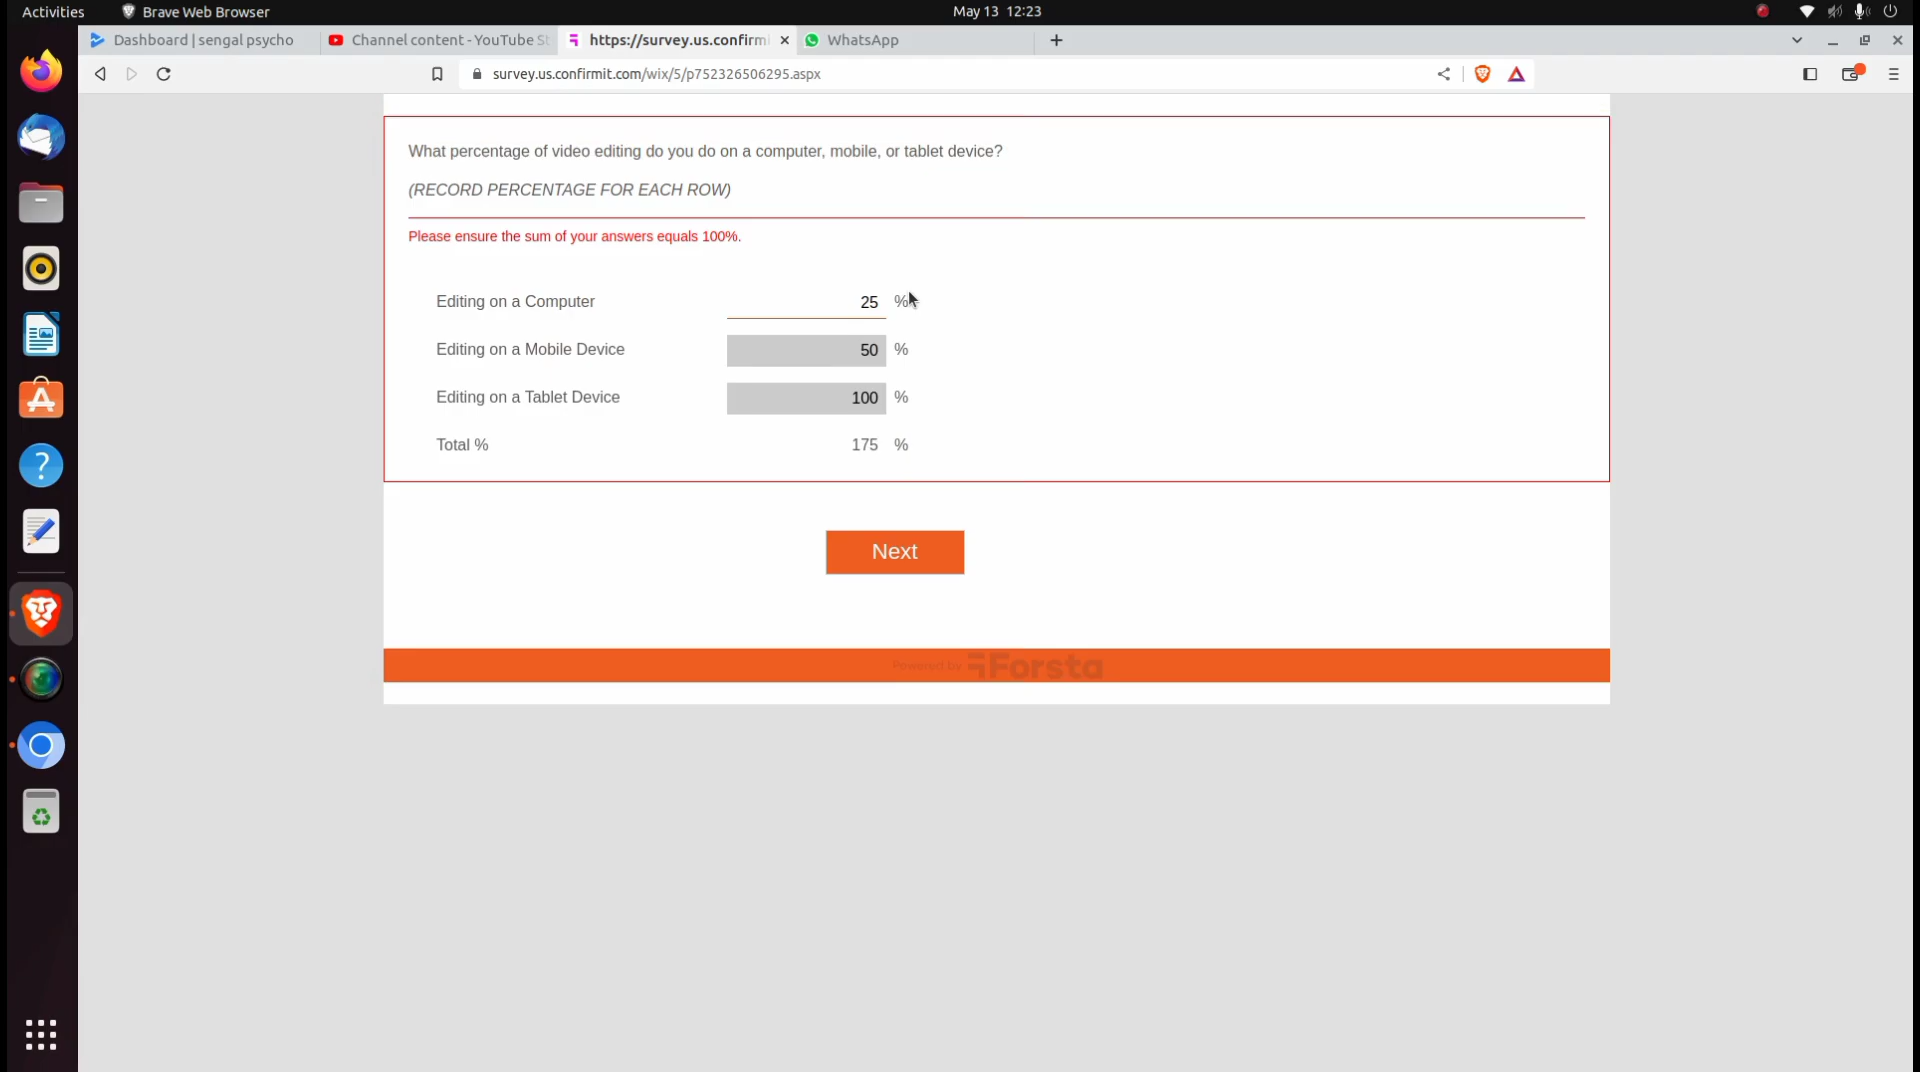 Activities
Brave Web Browser
May 13 12:23
Dashboard | sengal psycho
Channel content - YouTube St
https://survey.us.confirmi
WhatsApp
survey.us.confirmit.com/wix/5/p752326506295.aspx
What percentage of video editing do you do on a computer, mobile, or tablet device?
(RECORD PERCENTAGE FOR EACH ROW)
Please ensure the sum of your answers equals 100%.
Editing on a Computer 25 %
Editing on a Mobile Device 50 %
Editing on a Tablet Device 100 %
Total % 175 %
Next
Powered by Forsta